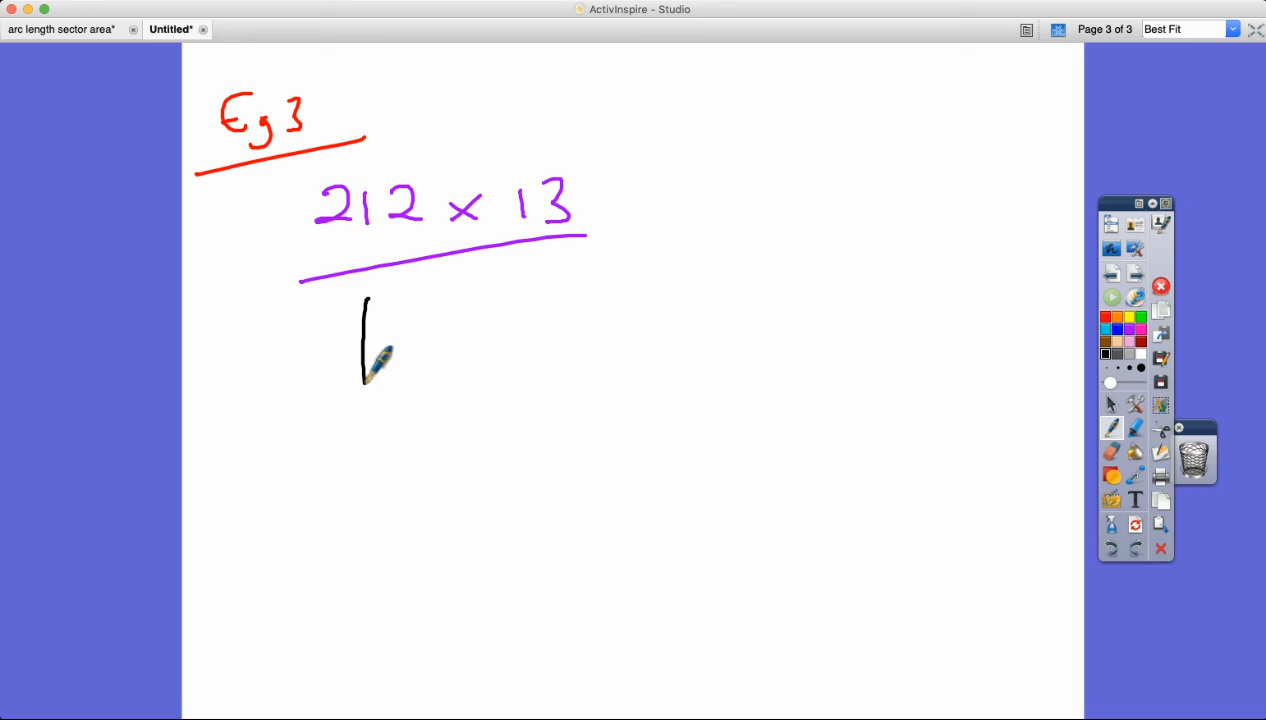 ActivInspire - Studio
arc length sector area* Untitled* Page 3 of 3 Best Fit
Eg 3
212 x 13
T